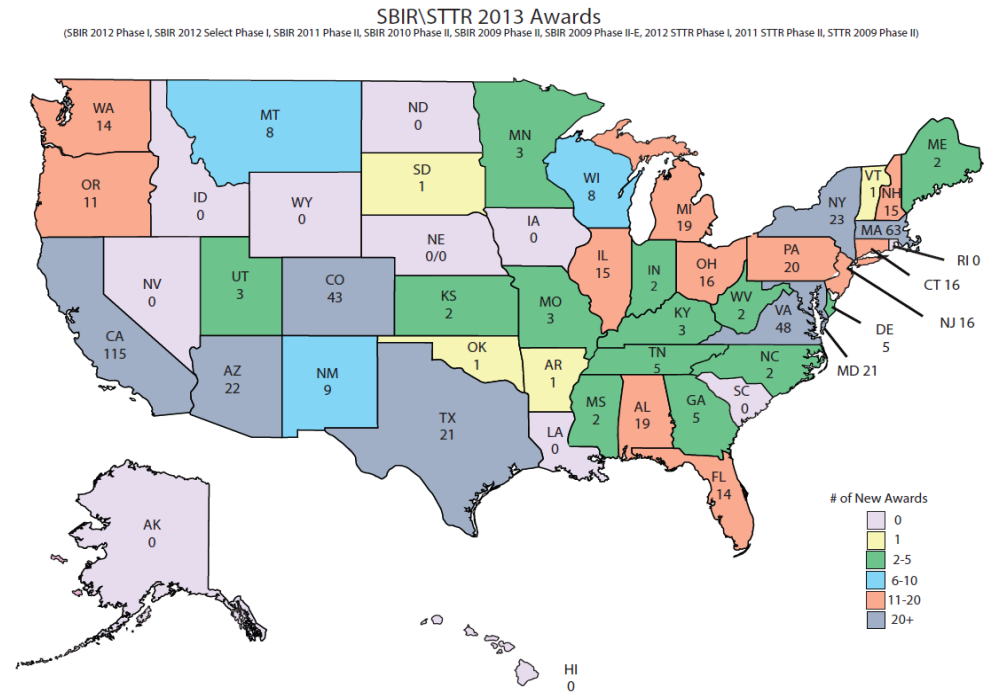 SBIR\STTR 2013 Awards
(SBIR 2012 Phase I, SBIR 2012 Select Phase I, SBIR 2011 Phase II, SBIR 2010 Phase II, SBIR 2009 Phase II, SBIR 2009 Phase II-E, 2012 STTR Phase I, 2011 STTR Phase II, STTR 2009 Phase II)
WA
14
MT
8
ND
0
MN
3
ME
2
OR
11
ID
0
WY
0
SD
1
WI
8
MI
19
NY
23
VT
1
NH
15
MA 63
RI 0
CT 16
NJ 16
NV
0
UT
3
CO
43
NE
0/0
IA
0
IL
15
IN
2
OH
16
PA
20
WV
2
VA
48
DE
5
MD 21
CA
115
AZ
22
NM
9
KS
2
MO
3
KY
3
OK
1
AR
1
TN
5
NC
2
SC
0
TX
21
LA
0
MS
2
AL
19
GA
5
FL
14
AK
0
HI
0
# of New Awards
0
1
2-5
6-10
11-20
20+